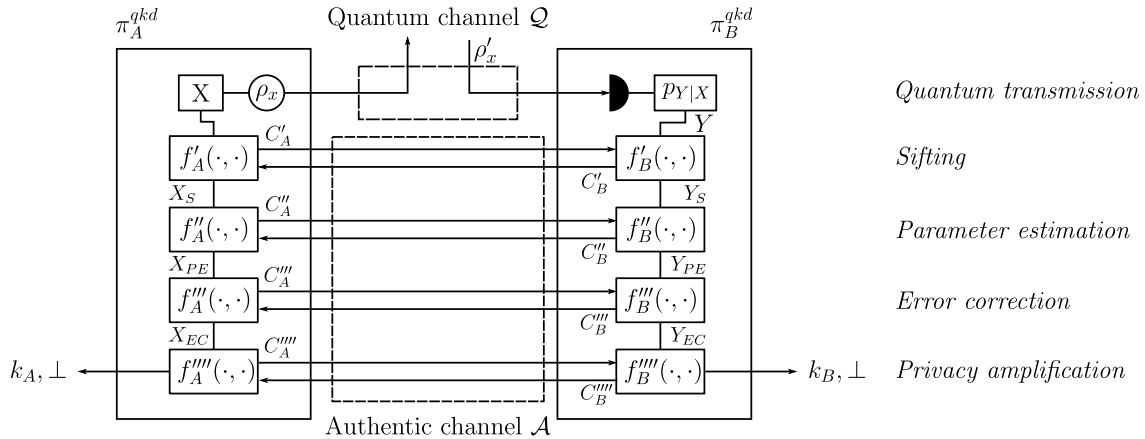 π_A^{qkd} Quantum channel 𝒬 π_B^{qkd}
ρ'_x
X ρ_x p_{Y|X} Quantum transmission
Y
C'_A
f'_A(·,·) f'_B(·,·) Sifting
C'_B
X_S C''_A Y_S
f''_A(·,·) f''_B(·,·) Parameter estimation
C''_B
X_{PE} C'''_A Y_{PE}
f'''_A(·,·) f'''_B(·,·) Error correction
C'''_B
X_{EC} C''''_A Y_{EC}
k_A, ⊥ f''''_A(·,·) f''''_B(·,·) k_B, ⊥ Privacy amplification
C''''_B
Authentic channel 𝒜